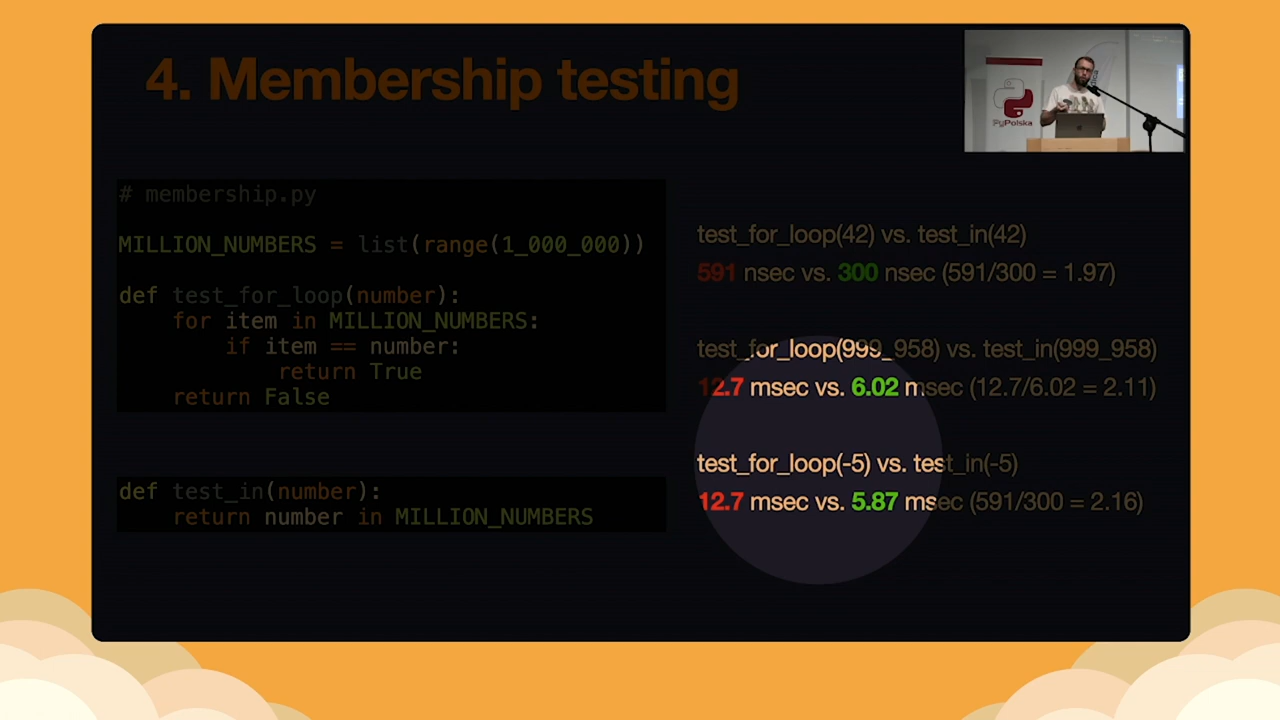 4. Membership testing
PyPolska
# membership.py
MILLION_NUMBERS = list(range(1_000_000))
def test_for_loop(number):
for item in MILLION_NUMBERS:
if item == number:
return True
return False
def test_in(number):
return number in MILLION_NUMBERS
test_for_loop(42) vs. test_in(42)
591 nsec vs. 300 nsec (591/300 = 1.97)
test_for_loop(999_958) vs. test_in(999_958)
12.7 msec vs. 6.02 msec (12.7/6.02 = 2.11)
test_for_loop(-5) vs. test_in(-5)
12.7 msec vs. 5.87 msec (591/300 = 2.16)